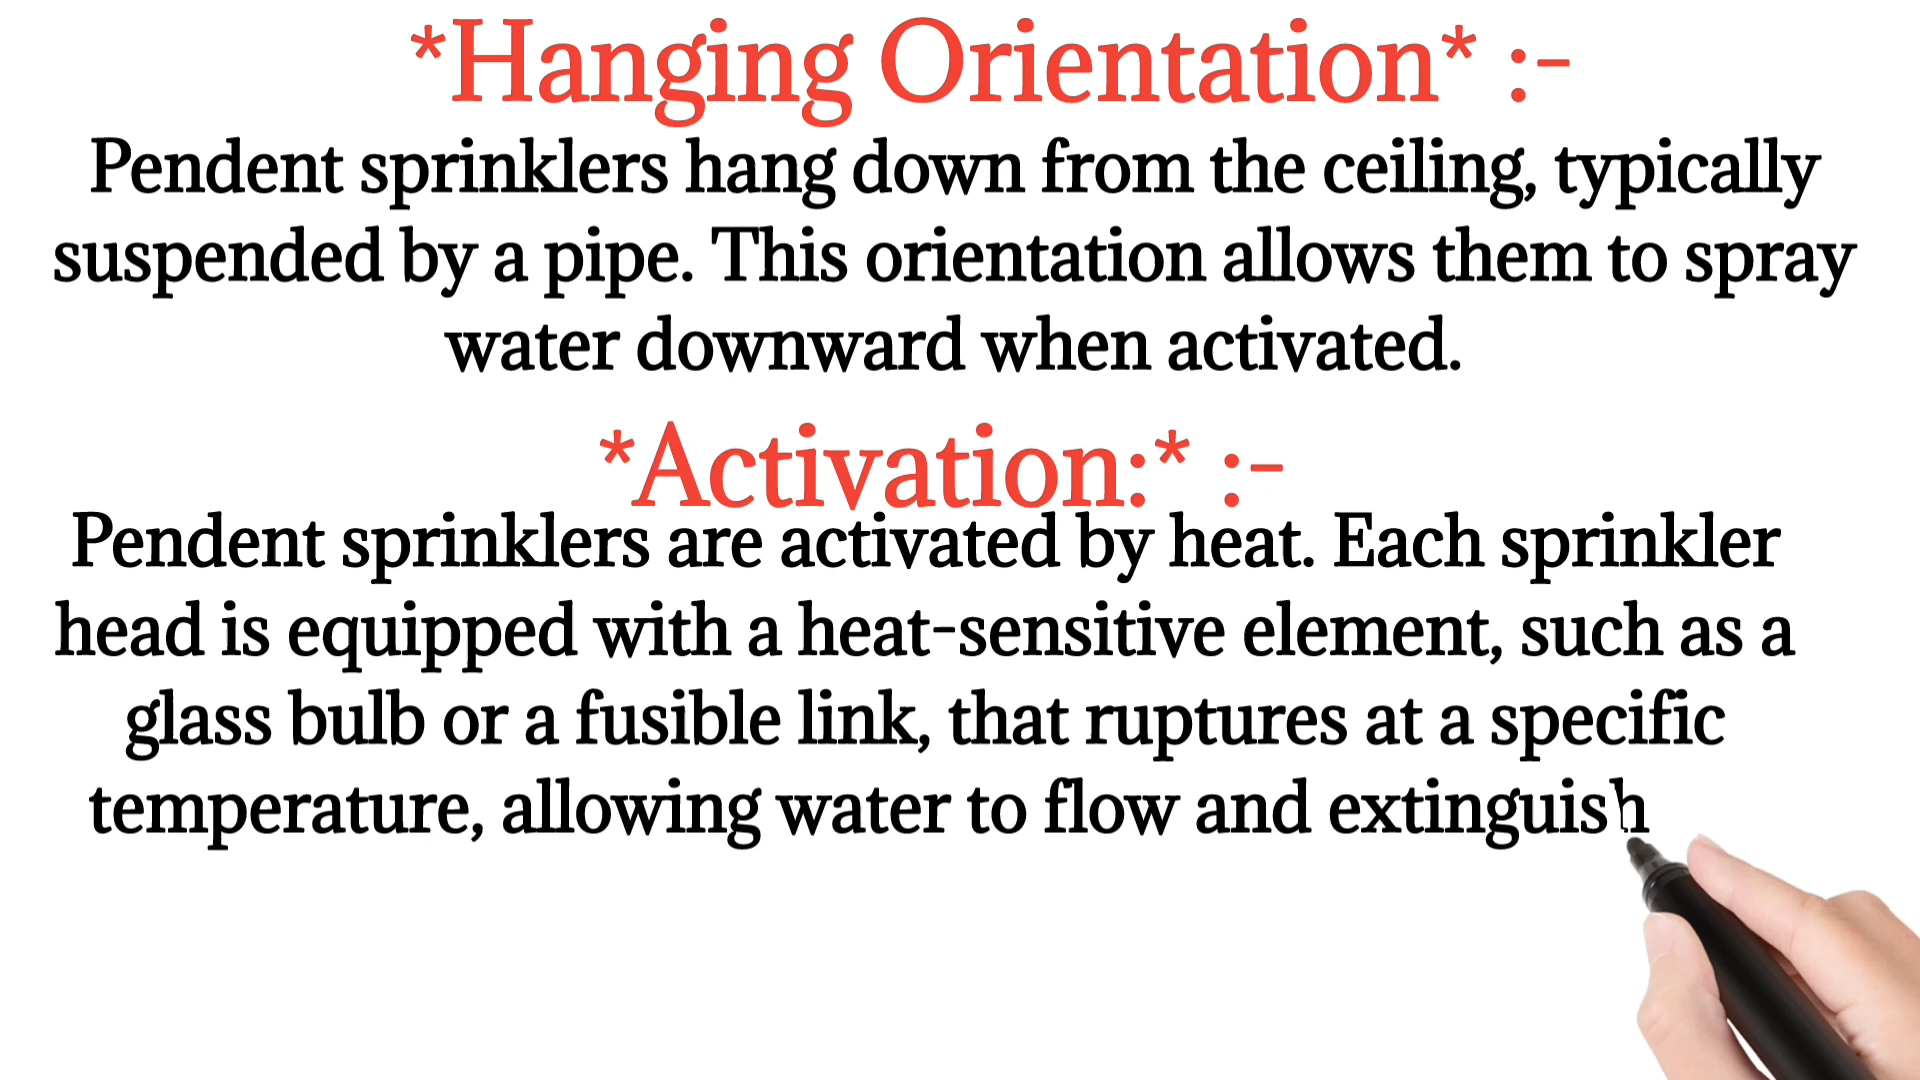 *Hanging Orientation* :-
Pendent sprinklers hang down from the ceiling, typically
suspended by a pipe. This orientation allows them to spray
water downward when activated.
*Activation:* :-
Pendent sprinklers are activated by heat. Each sprinkler
head is equipped with a heat-sensitive element, such as a
glass bulb or a fusible link, that ruptures at a specific
temperature, allowing water to flow and extinguish